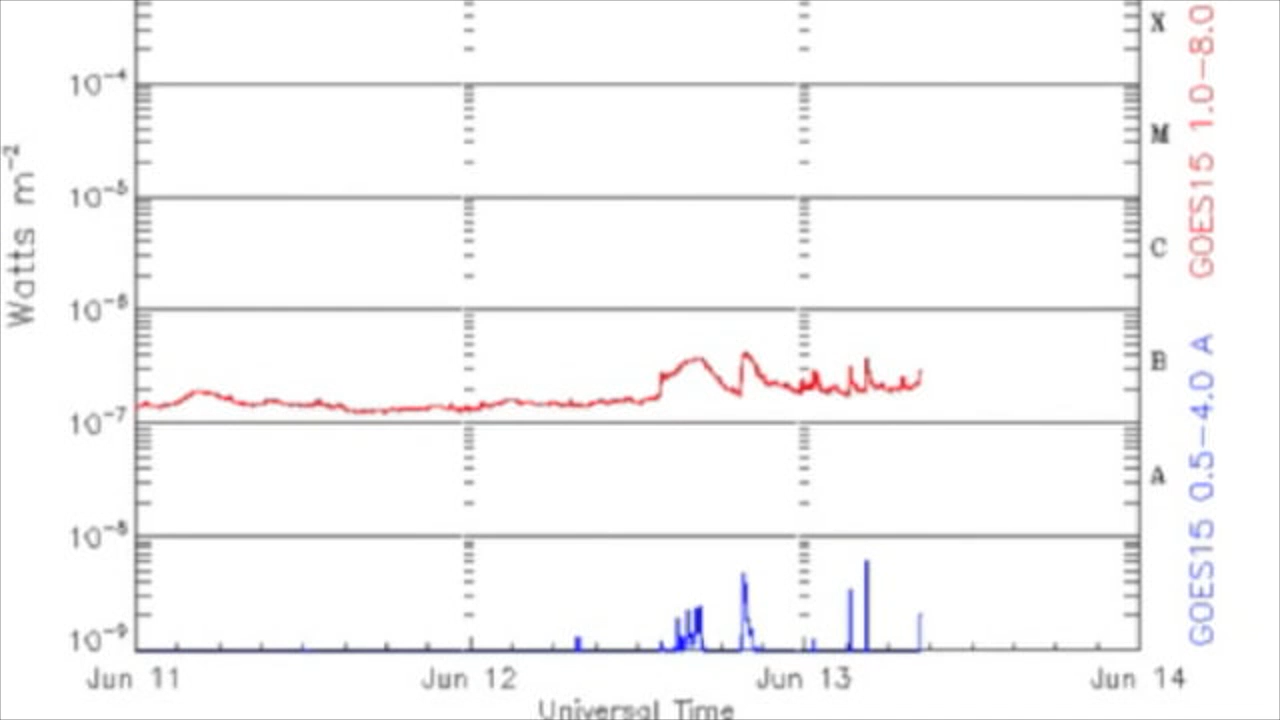 X
10⁻⁴
M
10⁻⁵
C
10⁻⁶
B
10⁻⁷
A
10⁻⁸
10⁻⁹
Watts m⁻²
GOES15 1.0-8.0
GOES15 0.5-4.0 A
Jun 11 Jun 12 Jun 13 Jun 14
Universal Time